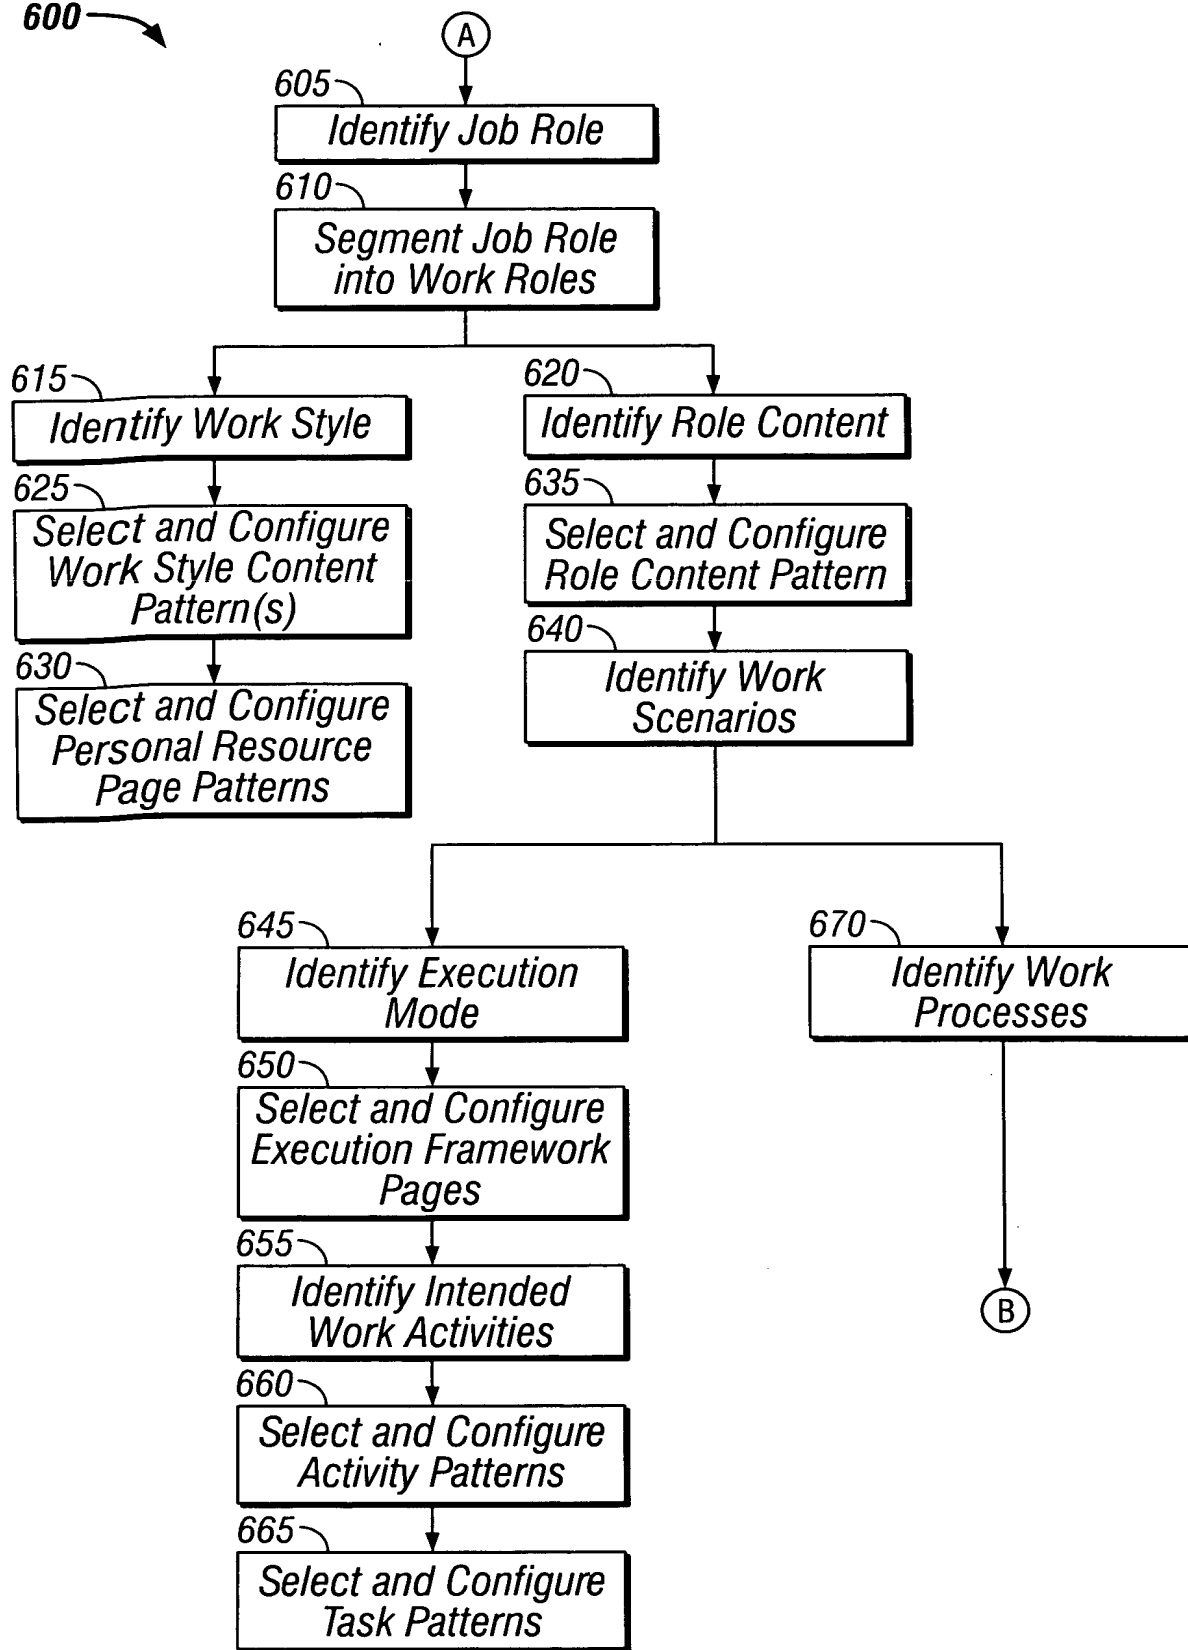 600
A
605
Identify Job Role
610
Segment Job Role
into Work Roles
615
Identify Work Style
620
Identify Role Content
625
Select and Configure
Work Style Content
Pattern(s)
635
Select and Configure
Role Content Pattern
630
Select and Configure
Personal Resource
Page Patterns
640
Identify Work
Scenarios
645
Identify Execution
Mode
670
Identify Work
Processes
650
Select and Configure
Execution Framework
Pages
655
Identify Intended
Work Activities
B
660
Select and Configure
Activity Patterns
665
Select and Configure
Task Patterns